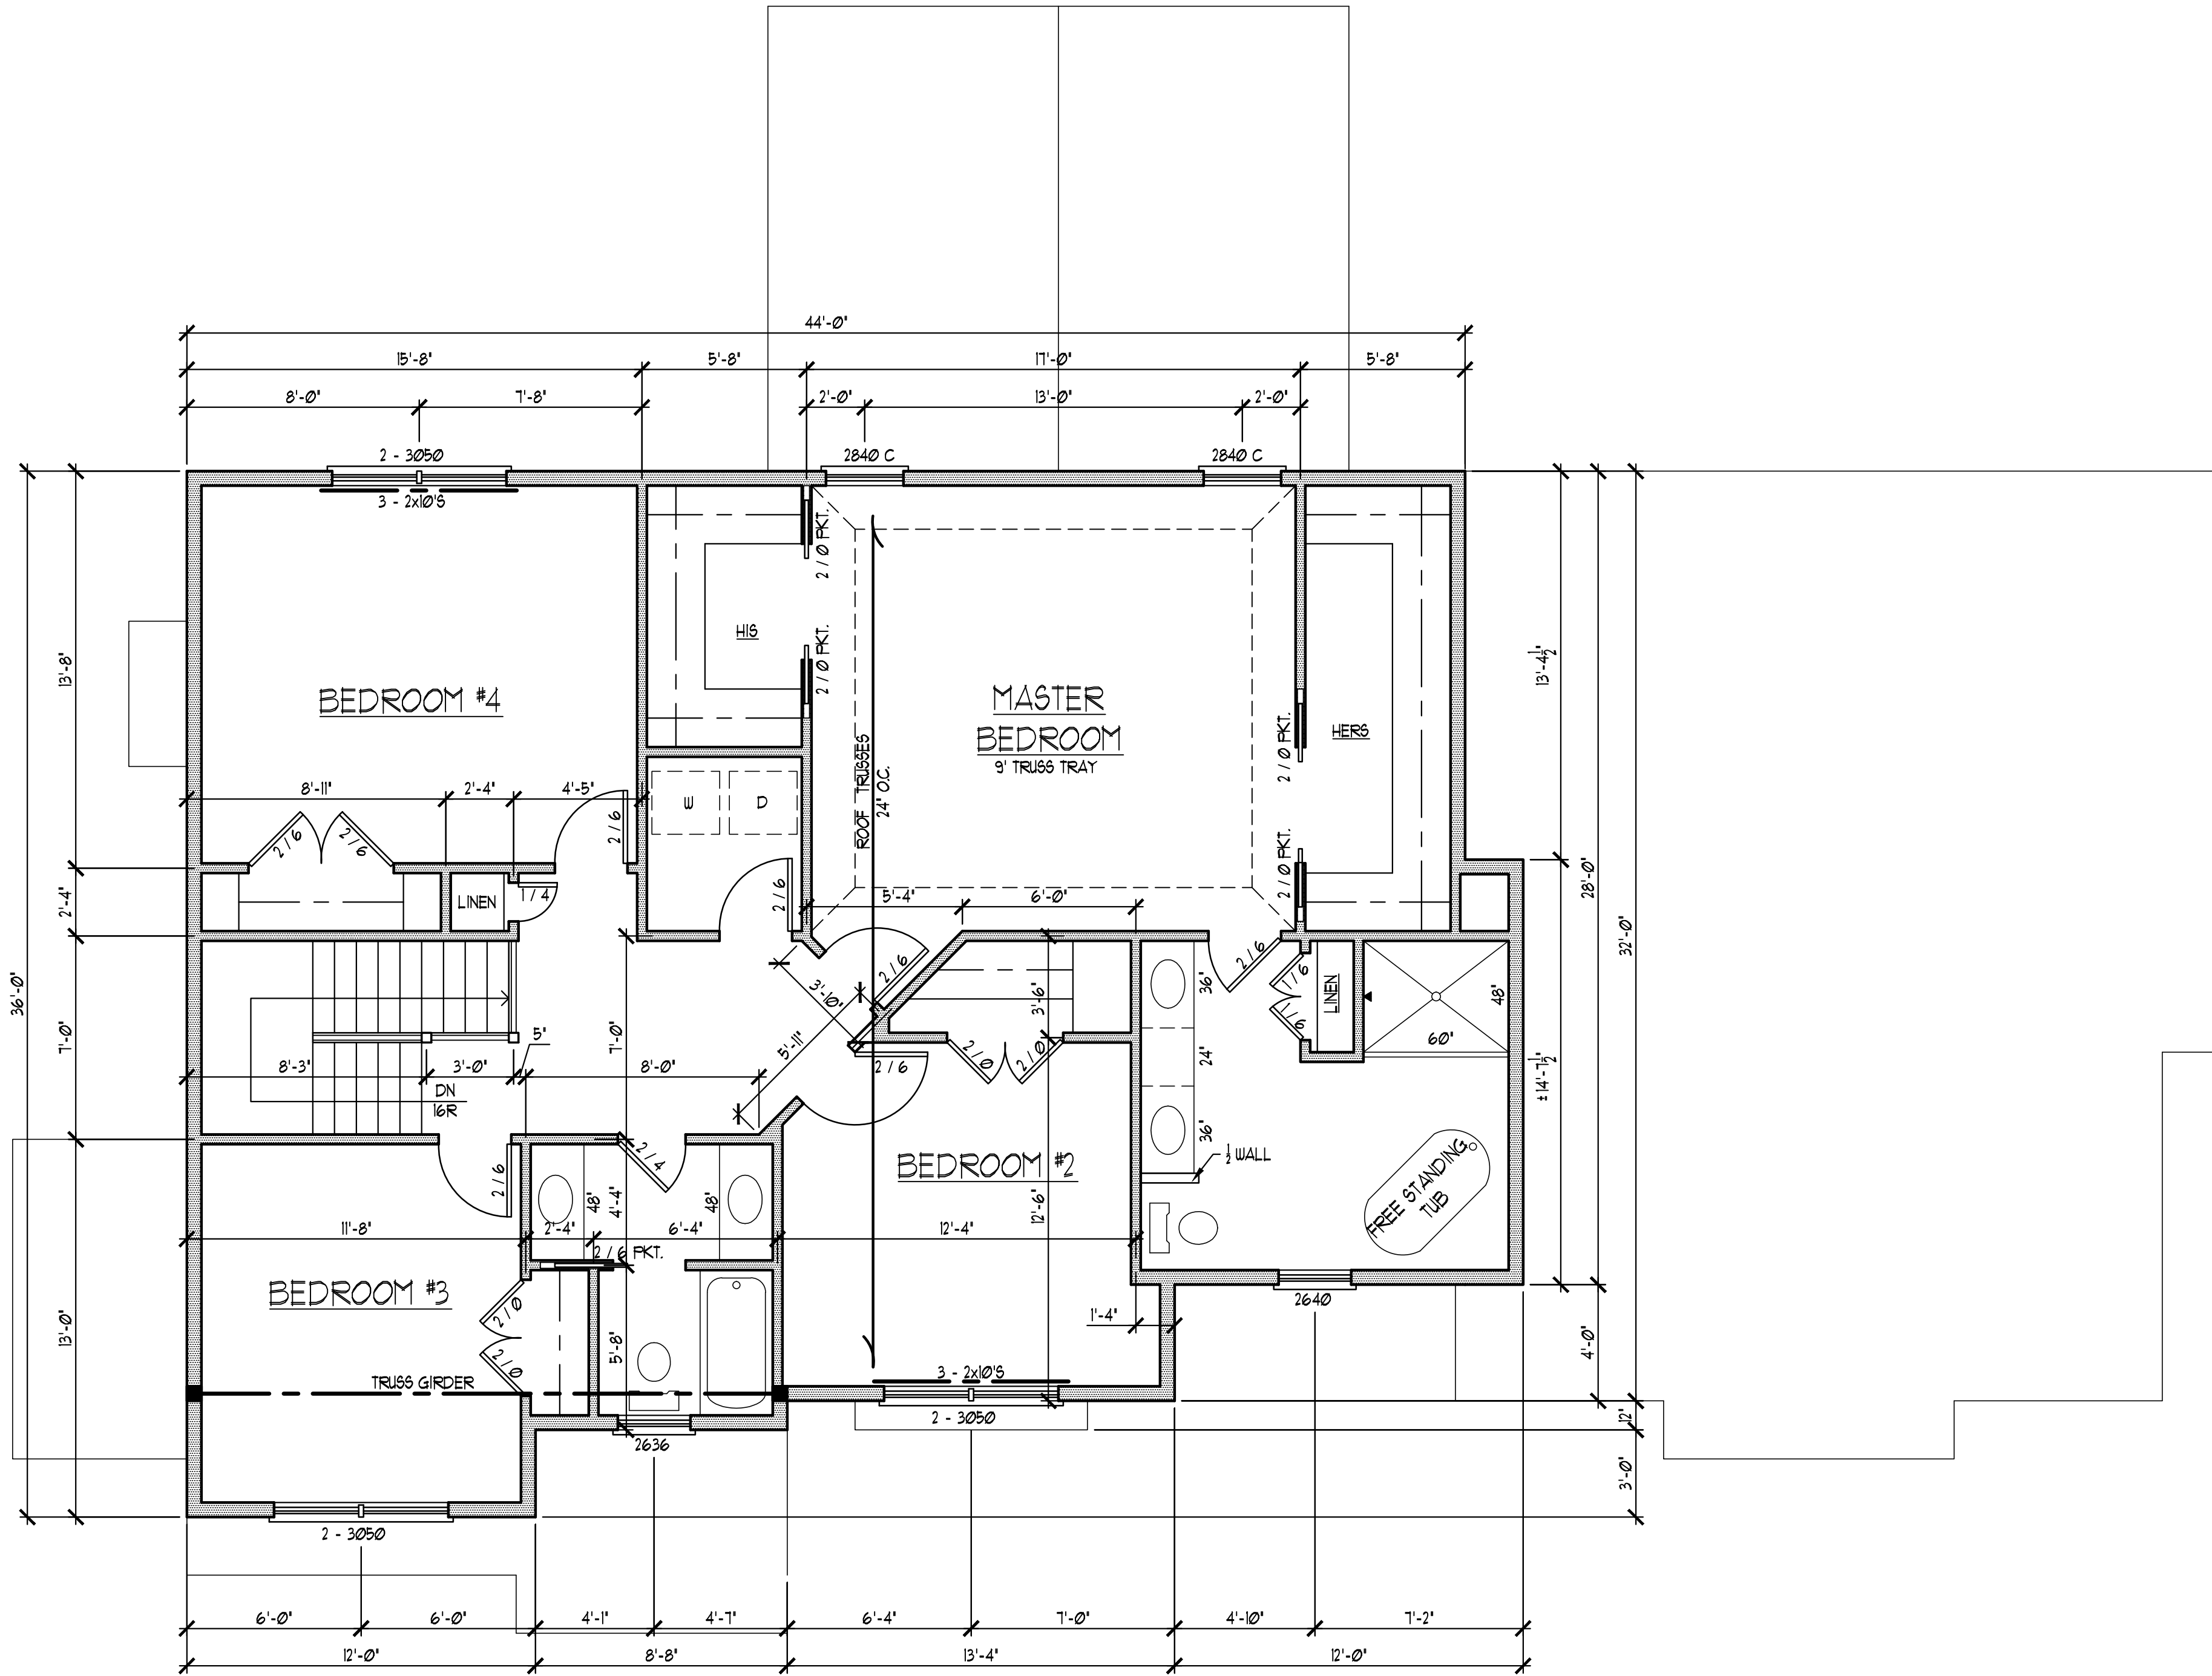 44'-0"
15'-8" 5'-8" 17'-0" 5'-8"
8'-0" 7'-8" 2'-0" 13'-0" 2'-0"
2 - 3050 2840 C 2840 C
3 - 2x10'S
2 / 0 PKT.
2 / 0 PKT.
HIS
BEDROOM #4
MASTER
BEDROOM
9' TRUSS TRAY
HERS
2 / 0 PKT.
2 / 0 PKT.
ROOF TRUSSES
24" O.C.
36'-0"
13'-8"
2'-4"
7'-0"
13'-0"
13'-4 1/2"
±14'-7 1/2"
28'-0"
4'-0"
32'-0"
12"
3'-0"
8'-11" 2'-4" 4'-5"
W D
2 / 6 2 / 6
2 / 6
LINEN
1 / 4
2 / 6
5'-4" 6'-0"
2 / 6
3'-10"
5'-11"
3'-6"
2 / 6
1 / 6
1 / 6
LINEN
48"
60"
36"
24"
36"
5"
8'-3" 3'-0" 8'-0"
7'-0"
DN
16R
2 / 6
2 / 0 2 / 0
1/2 WALL
BEDROOM #2
12'-6"
FREE STANDING
TUB
2 / 6
2 / 4
48"
4'-4"
48"
11'-8" 2'-4" 6'-4" 12'-4"
2 / 6 PKT.
BEDROOM #3
2 / 0
2 / 0
5'-8"
TRUSS GIRDER
1'-4"
2640
3 - 2x10'S
2 - 3050
2636
2 - 3050
6'-0" 6'-0" 4'-1" 4'-7" 6'-4" 7'-0" 4'-10" 7'-2"
12'-0" 8'-8" 13'-4" 12'-0"